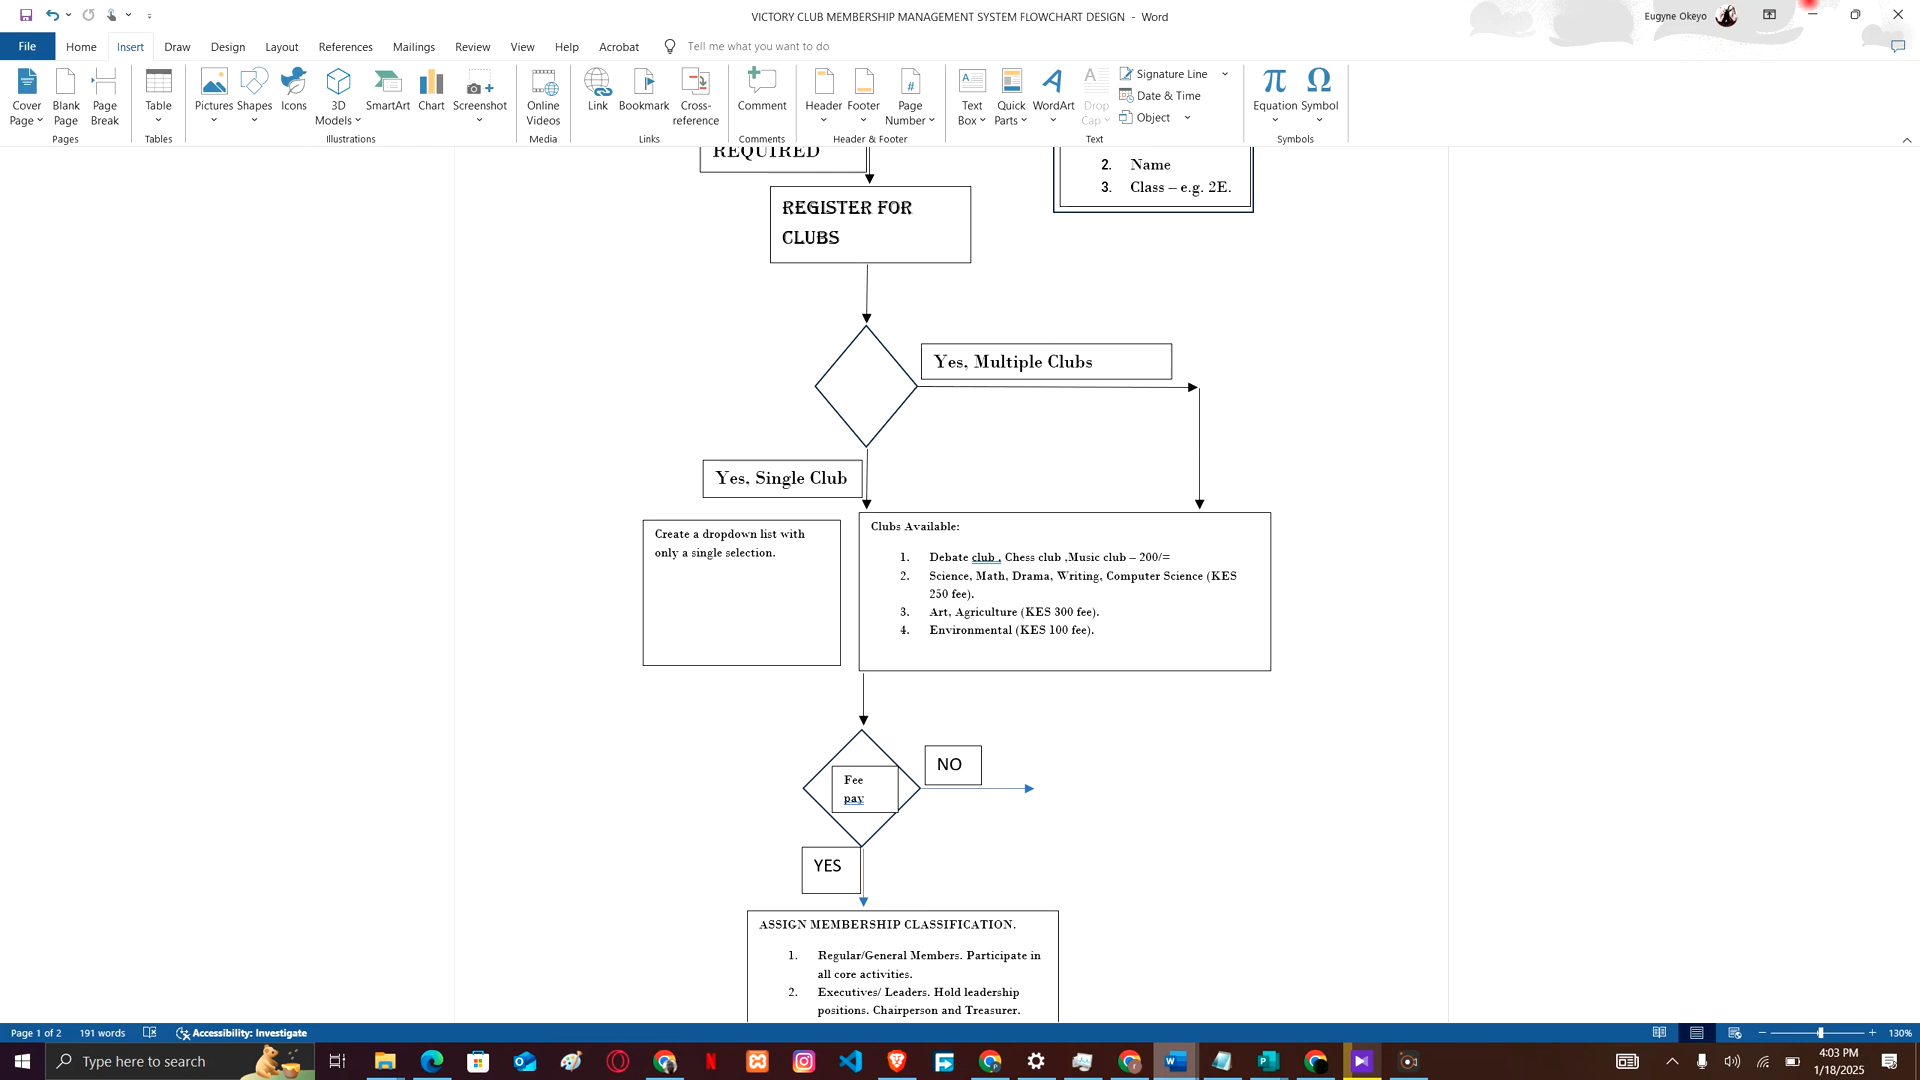 VICTORY CLUB MEMBERSHIP MANAGEMENT SYSTEM FLOWCHART DESIGN - Word
Eugyne Okeyo
File Home Insert Draw Design Layout References Mailings Review View Help Acrobat Tell me what you want to do
Cover Page
Blank Page
Page Break
Table
Pictures
Shapes
Icons
3D Models
SmartArt
Chart
Screenshot
Online Videos
Link
Bookmark
Cross-reference
Comment
Header
Footer
Page Number
Text Box
Quick Parts
WordArt
Drop Cap
Signature Line
Date & Time
Object
Equation
Symbol
Pages
Tables
Illustrations
Media
Links
Comments
Header & Footer
Text
Symbols
REQUIRED
2. Name
3. Class – e.g. 2E.
REGISTER FOR
CLUBS
Yes, Multiple Clubs
Yes, Single Club
Create a dropdown list with
only a single selection.
Clubs Available:
1. Debate club , Chess club ,Music club – 200/=
2. Science, Math, Drama, Writing, Computer Science (KES
250 fee).
3. Art, Agriculture (KES 300 fee).
4. Environmental (KES 100 fee).
Fee
pay
NO
YES
ASSIGN MEMBERSHIP CLASSIFICATION.
1. Regular/General Members. Participate in
all core activities.
2. Executives/ Leaders. Hold leadership
positions. Chairperson and Treasurer.
Page 1 of 2 191 words Accessibility: Investigate 130%
Type here to search
4:03 PM
1/18/2025